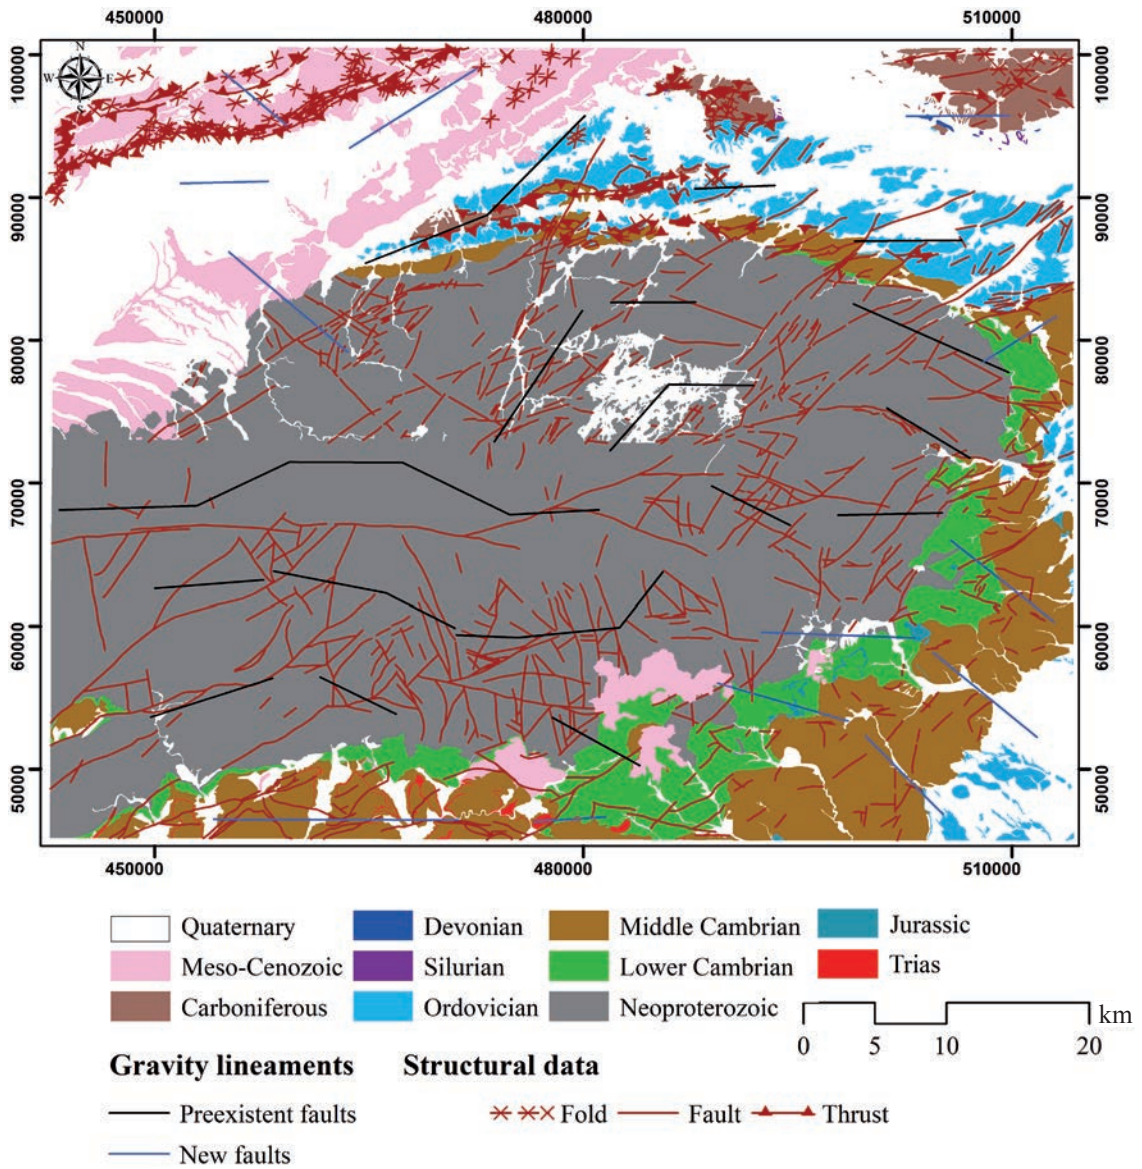 450000 480000 510000
N
W E
S
100000 100000
90000 90000
80000 80000
70000 70000
60000 60000
50000 50000
450000 480000 510000
Quaternary Devonian Middle Cambrian Jurassic
Meso-Cenozoic Silurian Lower Cambrian Trias
Carboniferous Ordovician Neoproterozoic
km
0 5 10 20
Gravity lineaments Structural data
Preexistent faults Fold Fault Thrust
New faults